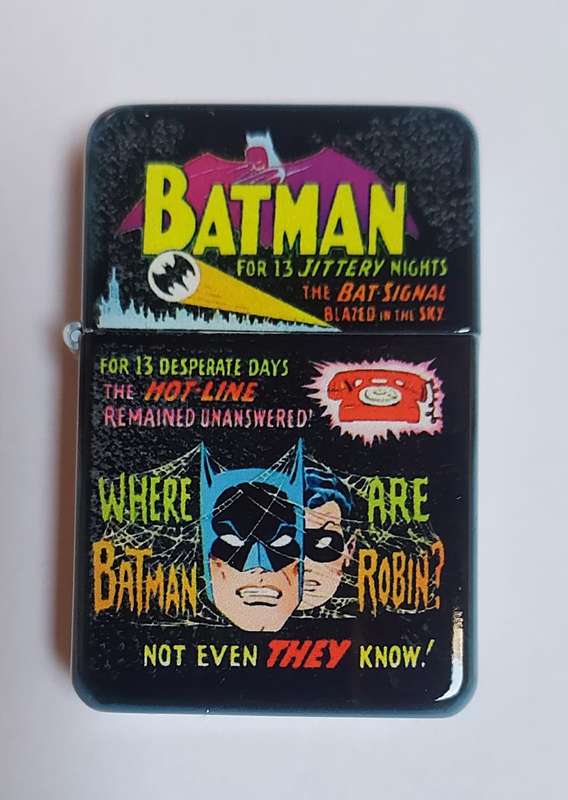 BATMAN
FOR 13 JITTERY NIGHTS
THE BAT-SIGNAL
BLAZED IN THE SKY
FOR 13 DESPERATE DAYS
THE HOT-LINE
REMAINED UNANSWERED!
WHERE ARE
BATMAN ROBIN?
NOT EVEN THEY KNOW!